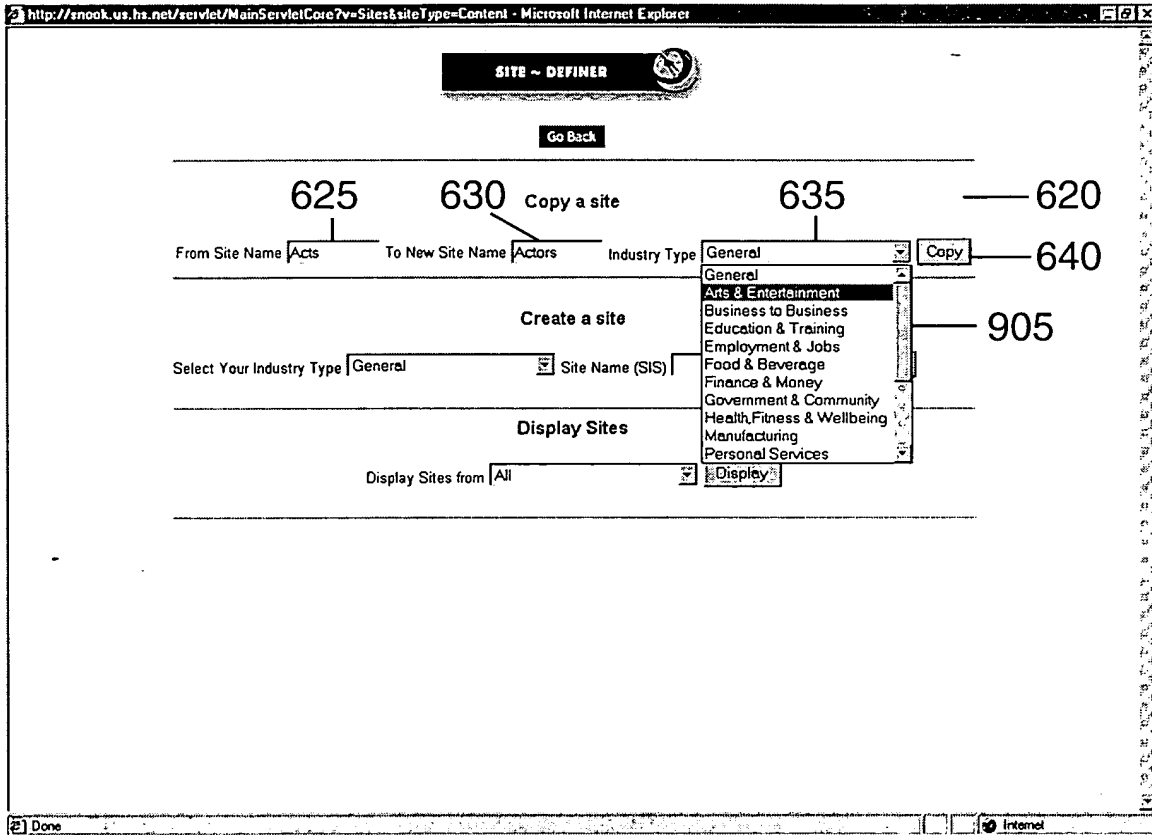 http://snook.us.hs.net/servlet/MainServletCore?v=Sites&siteType=Content - Microsoft Internet Explorer
SITE ~ DEFINER
Go Back
625 630 Copy a site 635 620
From Site Name Acts To New Site Name Actors Industry Type General Copy 640
General
Arts & Entertainment
Business to Business
Education & Training
Employment & Jobs
Food & Beverage
Finance & Money
Government & Community
Health,Fitness & Wellbeing
Manufacturing
Personal Services
905
Create a site
Select Your Industry Type General Site Name (SIS)
Display Sites
Display Sites from All Display
Done Internet